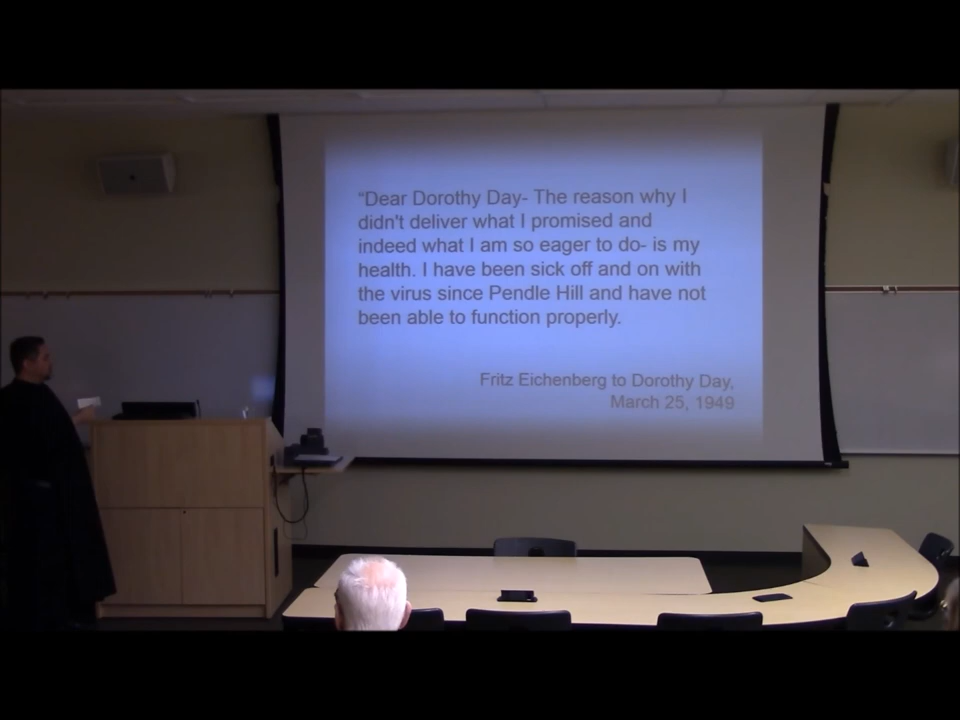 “Dear Dorothy Day- The reason why I
didn't deliver what I promised and
indeed what I am so eager to do- is my
health. I have been sick off and on with
the virus since Pendle Hill and have not
been able to function properly.
Fritz Eichenberg to Dorothy Day,
March 25, 1949